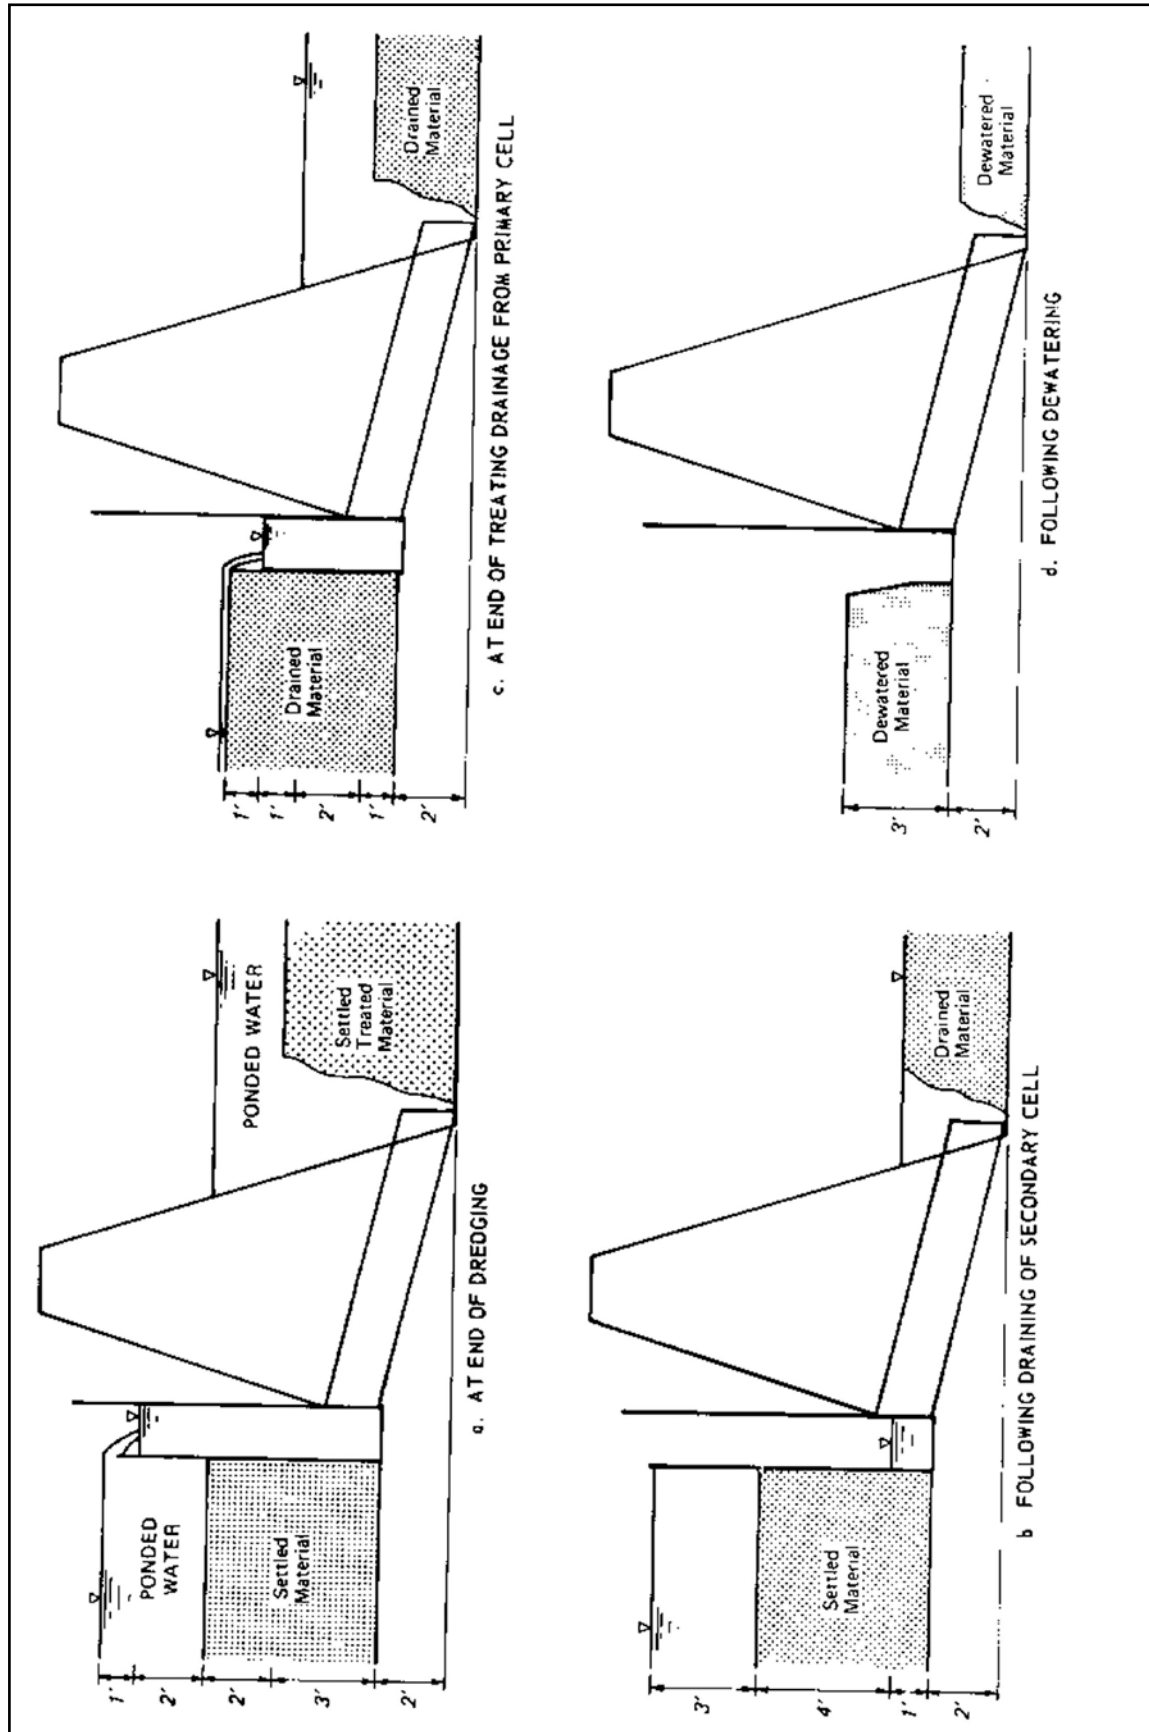 PONDED
WATER
Settled
Material
PONDED WATER
Settled
Treated
Material
1'
2'
2'
3'
2'
a. AT END OF DREDGING
Settled
Material
Drained
Material
3'
4'
1'
2'
b FOLLOWING DRAINING OF SECONDARY CELL
Drained
Material
Drained
Material
1'
1'
2'
1'
2'
c. AT END OF TREATING DRAINAGE FROM PRIMARY CELL
Dewatered
Material
Dewatered
Material
3'
2'
d. FOLLOWING DEWATERING